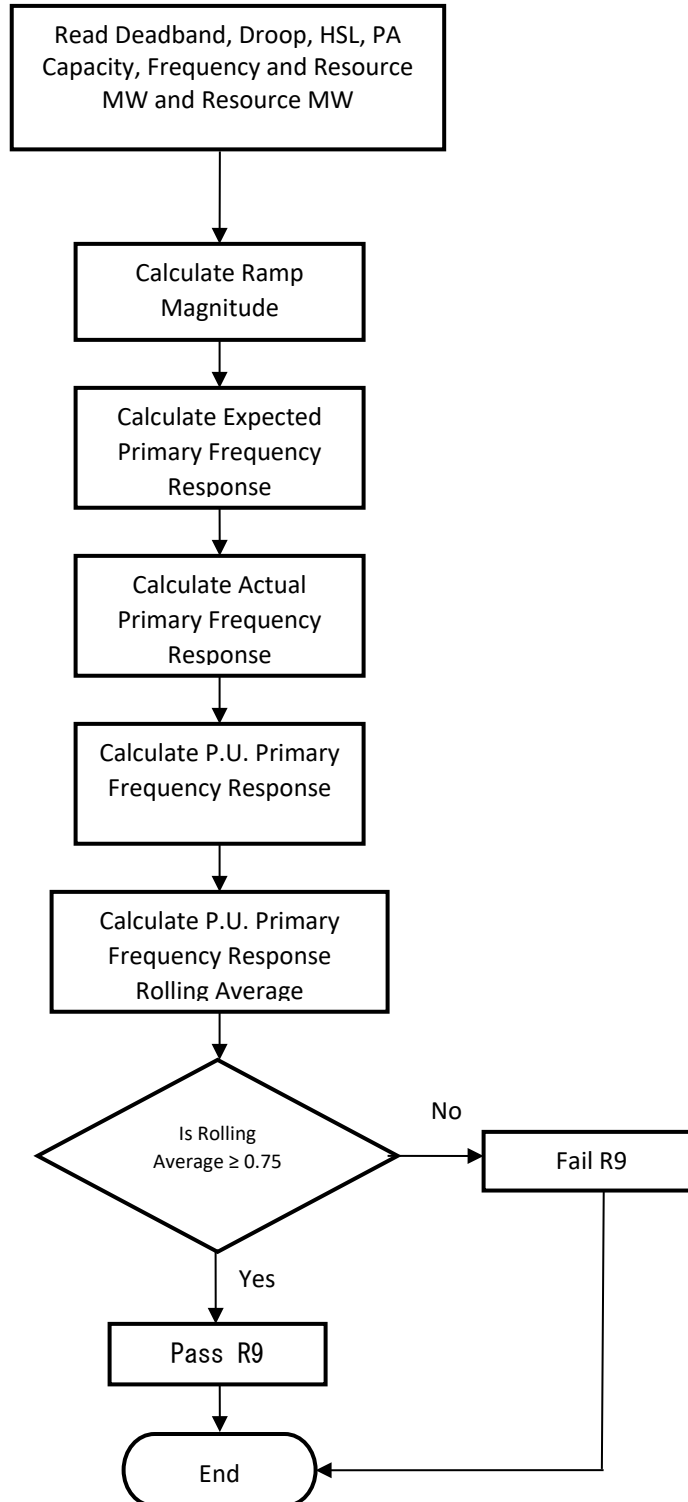 Read Deadband, Droop, HSL, PA
Capacity, Frequency and Resource
MW and Resource MW
Calculate Ramp
Magnitude
Calculate Expected
Primary Frequency
Response
Calculate Actual
Primary Frequency
Response
Calculate P.U. Primary
Frequency Response
Calculate P.U. Primary
Frequency Response
Rolling Average
Is Rolling
Average ≥ 0.75
No
Fail R9
Yes
Pass R9
End